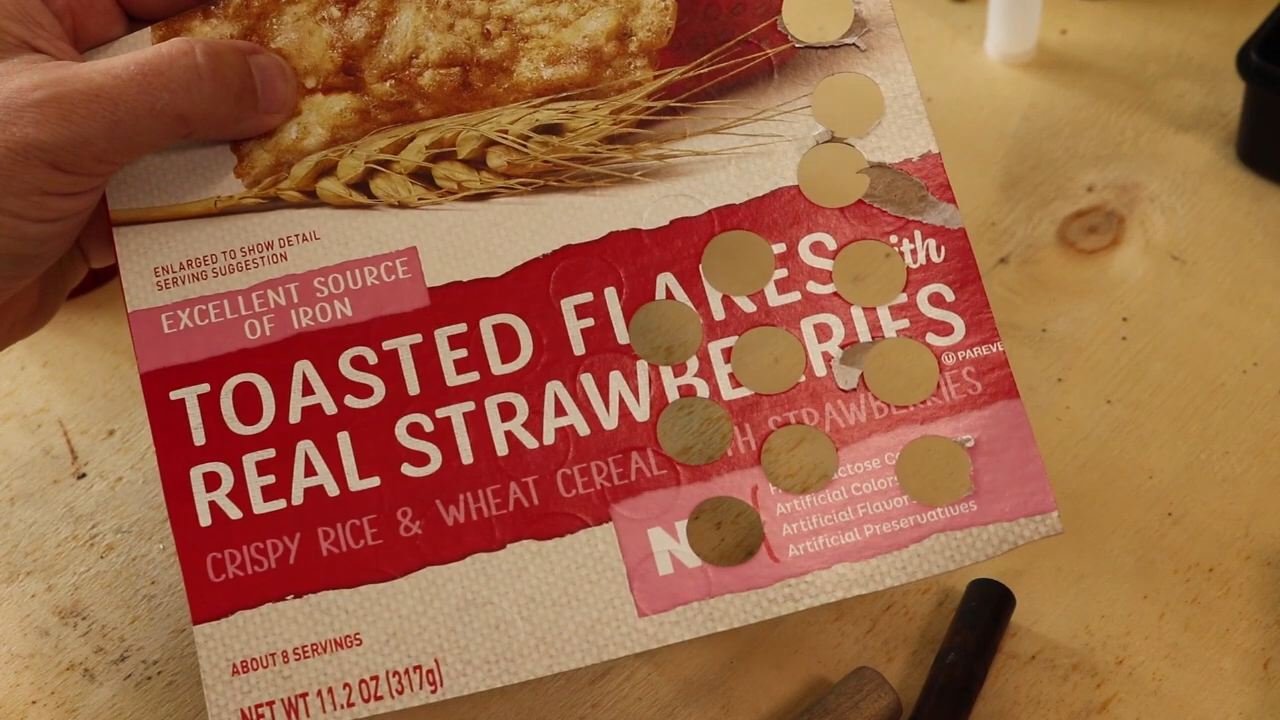 ENLARGED TO SHOW DETAIL
SERVING SUGGESTION
EXCELLENT SOURCE
OF IRON
TOASTED FLAKES with
REAL STRAWBERRIES
U PAREVE
CRISPY RICE & WHEAT CEREAL WITH STRAWBERRIES
Artificial Colors
Artificial Flavor
Artificial Preservatives
ABOUT 8 SERVINGS
NET WT 11.2 OZ (317g)